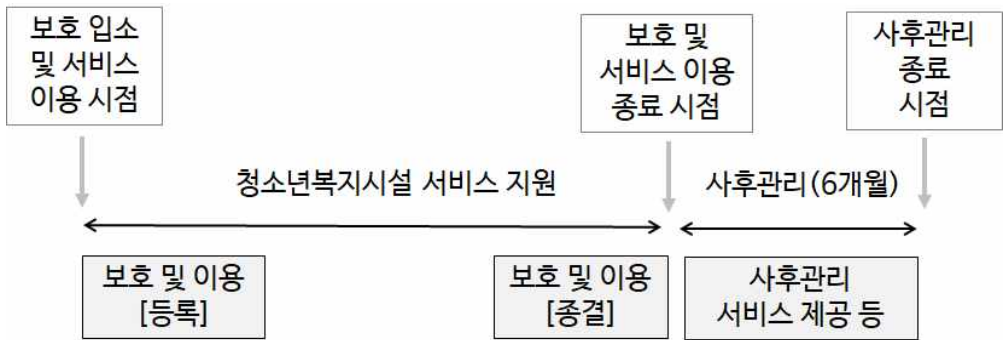 보호 입소
및 서비스
이용 시점
보호 및
서비스 이용
종료 시점
사후관리
종료
시점
청소년복지시설 서비스 지원
사후관리(6개월)
보호 및 이용
[등록]
보호 및 이용
[종결]
사후관리
서비스 제공 등